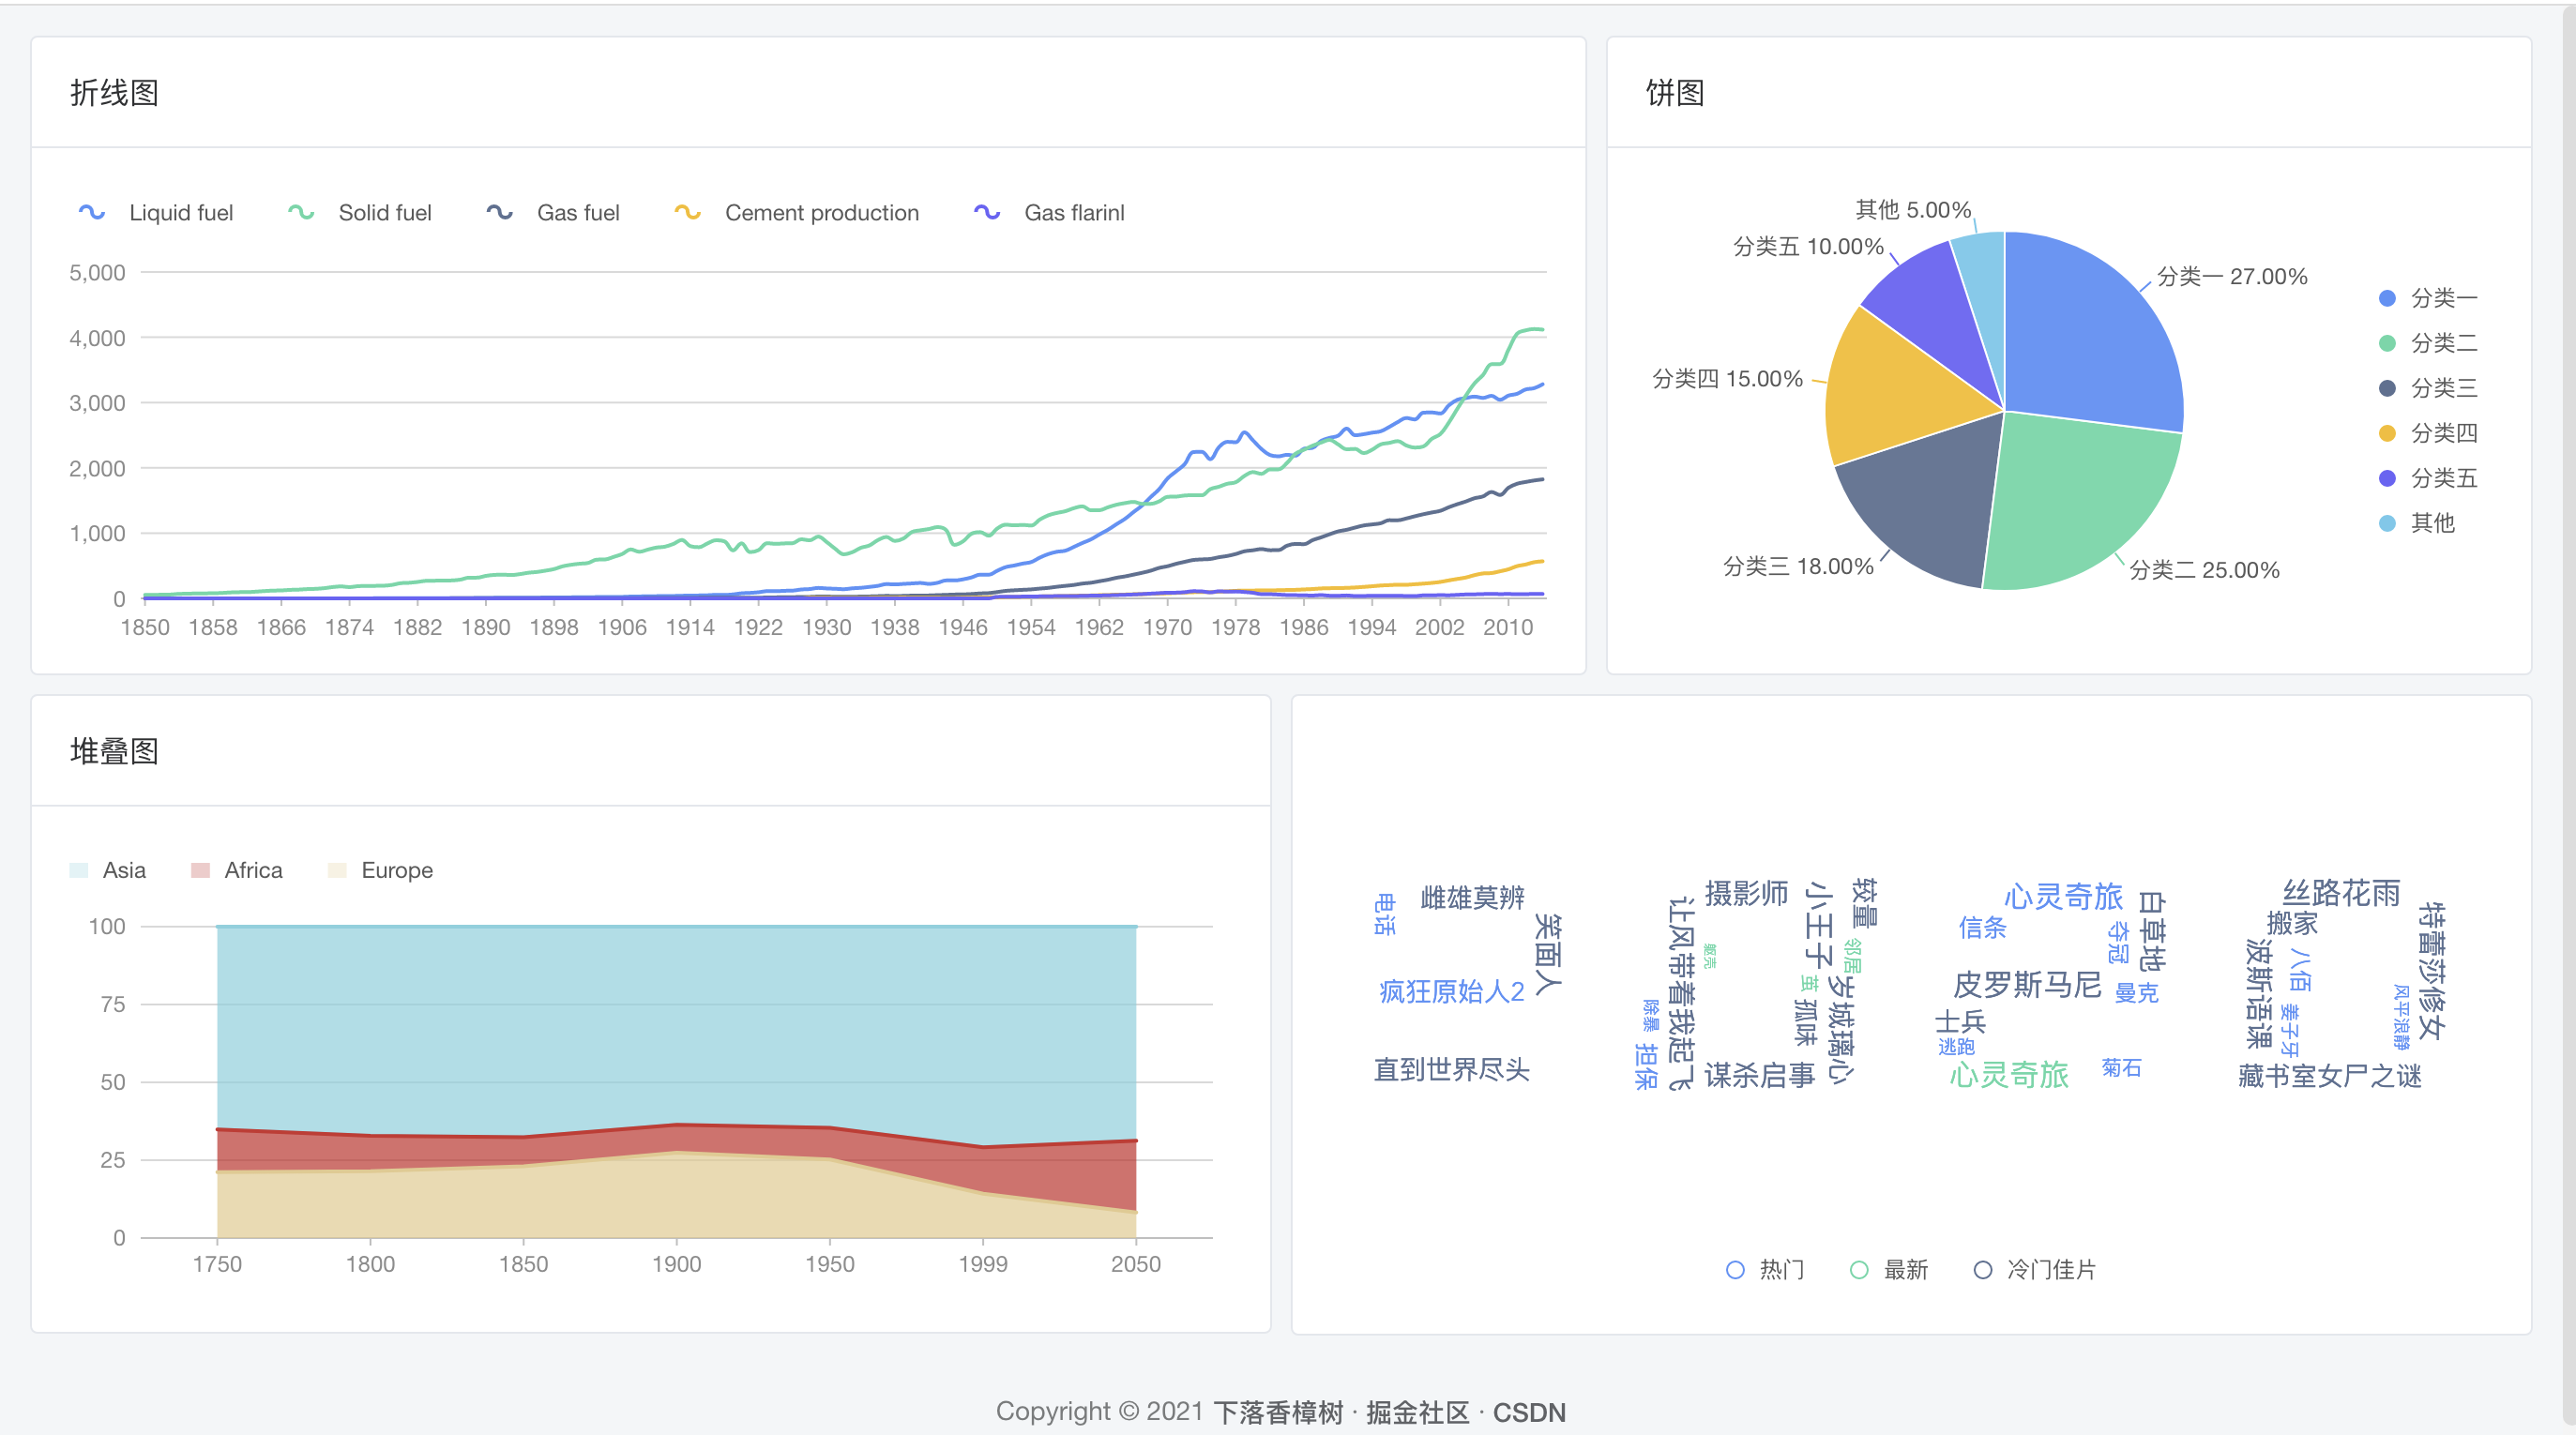 折线图
Liquid fuel Solid fuel Gas fuel Cement production Gas flarinl
5,000
4,000
3,000
2,000
1,000
0
1850 1858 1866 1874 1882 1890 1898 1906 1914 1922 1930 1938 1946 1954 1962 1970 1978 1986 1994 2002 2010
饼图
其他 5.00%
分类五 10.00%
分类一 27.00%
分类四 15.00%
分类三 18.00%
分类二 25.00%
分类一
分类二
分类三
分类四
分类五
其他
堆叠图
Asia Africa Europe
100
75
50
25
0
1750 1800 1850 1900 1950 1999 2050
电话
雌雄莫辨
笑面人
疯狂原始人2
直到世界尽头
让风带着我起飞
摄影师
小王子
较量
躯壳
邻居
茧
孤味
岁城璃心
除暴
担保
谋杀启事
心灵奇旅
信条
夺冠
白草地
皮罗斯马尼
曼克
士兵
逃跑
心灵奇旅
菊石
丝路花雨
搬家
特蕾莎修女
波斯语课
八佰
姜子牙
风平浪静
藏书室女尸之谜
热门 最新 冷门佳片
Copyright © 2021 下落香樟树 · 掘金社区 · CSDN